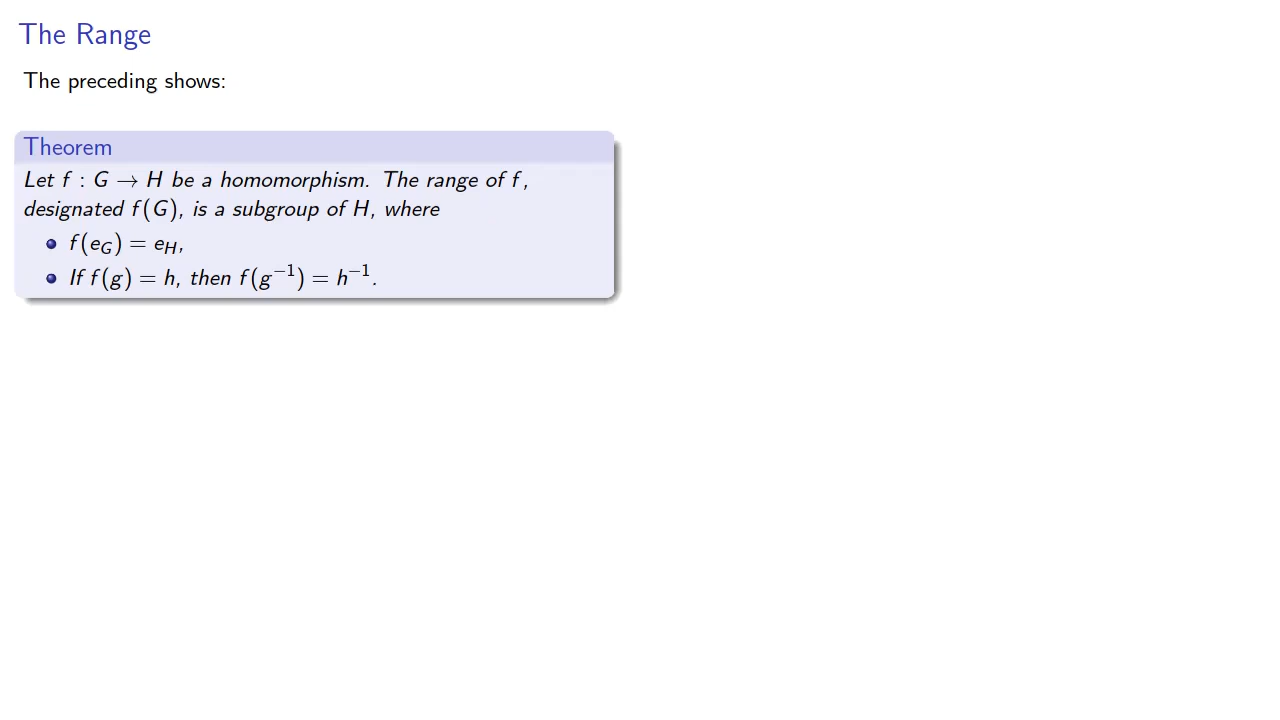 The Range
The preceding shows:
Theorem
Let f : G → H be a homomorphism. The range of f,
designated f(G), is a subgroup of H, where
• f(e_G) = e_H,
• If f(g) = h, then f(g⁻¹) = h⁻¹.